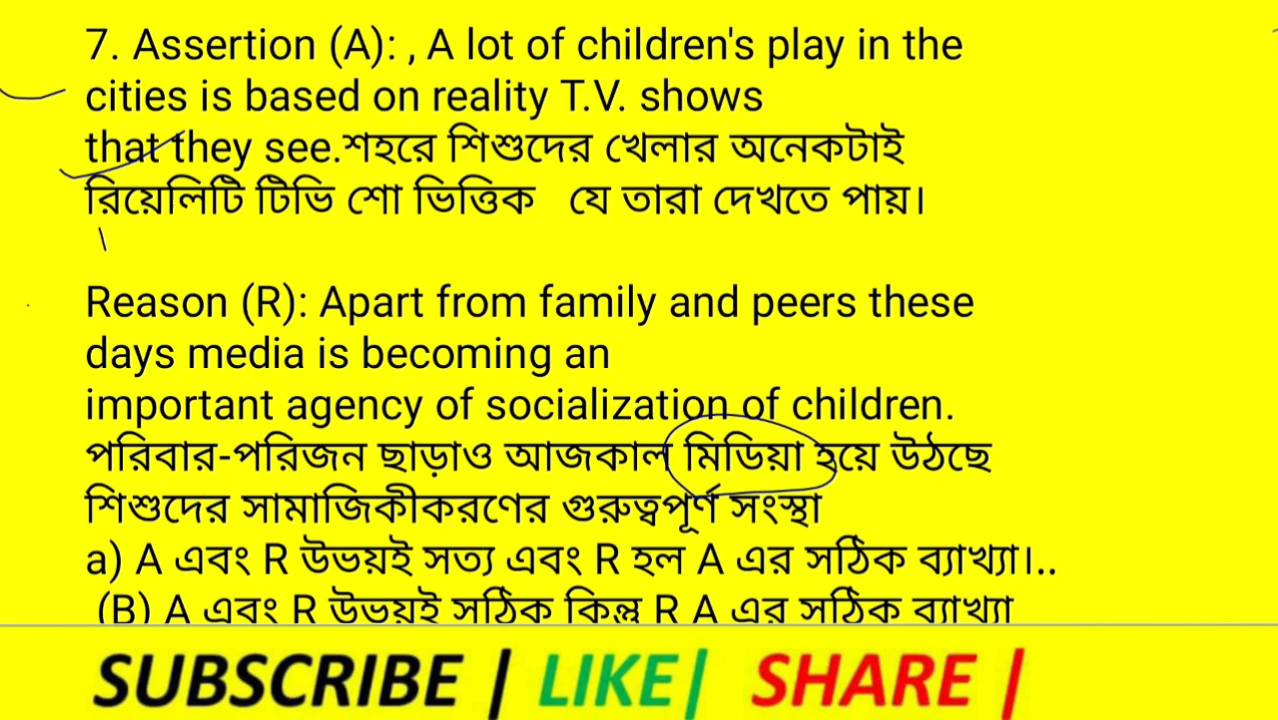 7. Assertion (A): , A lot of children's play in the
cities is based on reality T.V. shows
that they see.শহরে শিশুদের খেলার অনেকটাই
রিয়েলিটি টিভি শো ভিত্তিক যে তারা দেখতে পায়।
Reason (R): Apart from family and peers these
days media is becoming an
important agency of socialization of children.
পরিবার-পরিজন ছাড়াও আজকাল মিডিয়া হয়ে উঠছে
শিশুদের সামাজিকীকরণের গুরুত্বপূর্ণ সংস্থা
a) A এবং R উভয়ই সত্য এবং R হল A এর সঠিক ব্যাখ্যা।..
(B) A এবং R উভয়ই সঠিক কিন্তু R A এর সঠিক ব্যাখ্যা
SUBSCRIBE | LIKE| SHARE |